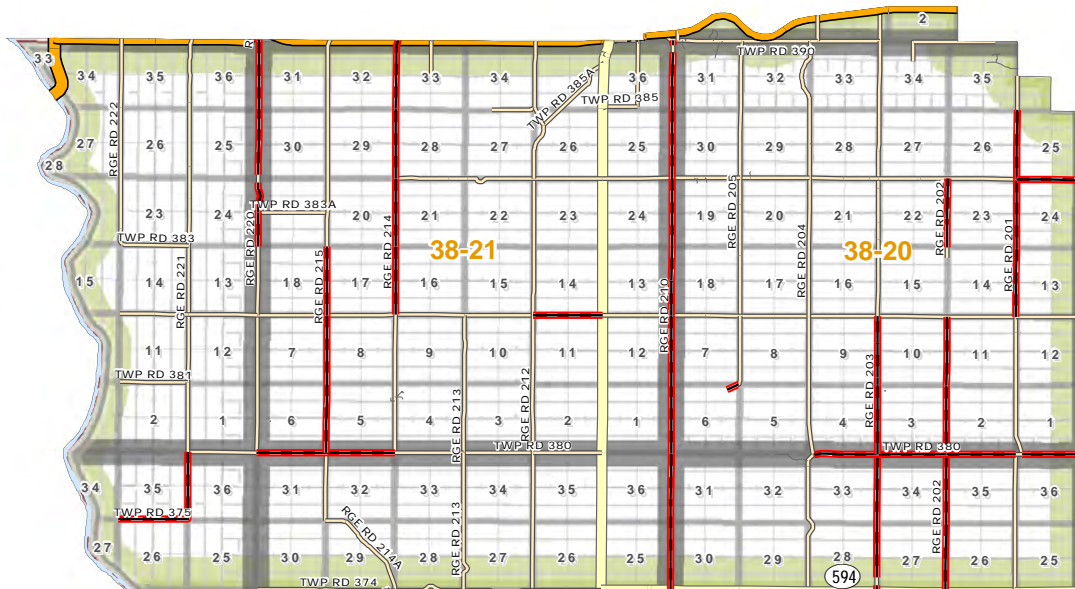 2
33 34 35 36 R 31 32 33 34 36 31 32 TWP RD 390 33 34 35
TWP RD 385A TWP RD 385
RGE RD 222
27 26 25 30 29 28 27 26 25 30 29 28 27 26 25
28
RGE RD 205 RGE RD 202
TWP RD 383A
23 24 20 21 22 23 24 19 20 21 22 23 24
RGE RD 220 RGE RD 214 RGE RD 204 RGE RD 201
TWP RD 383
38-21 38-20
RGE RD 221 RGE RD 215
15 14 13 18 17 16 15 14 13 18 17 16 15 14 13
RGE RD 210
11 12 7 8 9 10 11 12 7 8 9 10 11 12
TWP RD 381
RGE RD 213 RGE RD 212 RGE RD 203
2 1 6 5 4 3 2 1 6 5 4 3 2 1
TWP RD 380 TWP RD 380
34 35 36 31 32 33 34 35 36 31 32 33 34 35 36
TWP RD 375
RGE RD 214A RGE RD 213 RGE RD 202
27 26 25 30 29 28 27 26 25 30 29 28 27 26 25
TWP RD 374
594